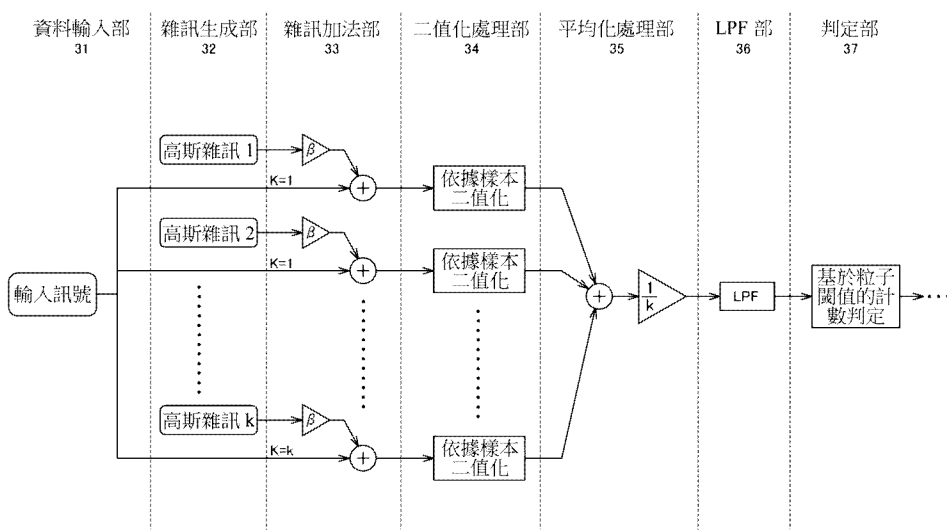 資料輸入部 雜訊生成部 雜訊加法部 二值化處理部 平均化處理部 LPF 部 判定部
31 32 33 34 35 36 37
高斯雜訊 1
β
K=1
+
依據樣本
二值化
高斯雜訊 2
β
K=1
+
依據樣本
二值化
輸入訊號
+
1
k
LPF
基於粒子
閾值的計
數判定
高斯雜訊 k
β
K=k
+
依據樣本
二值化